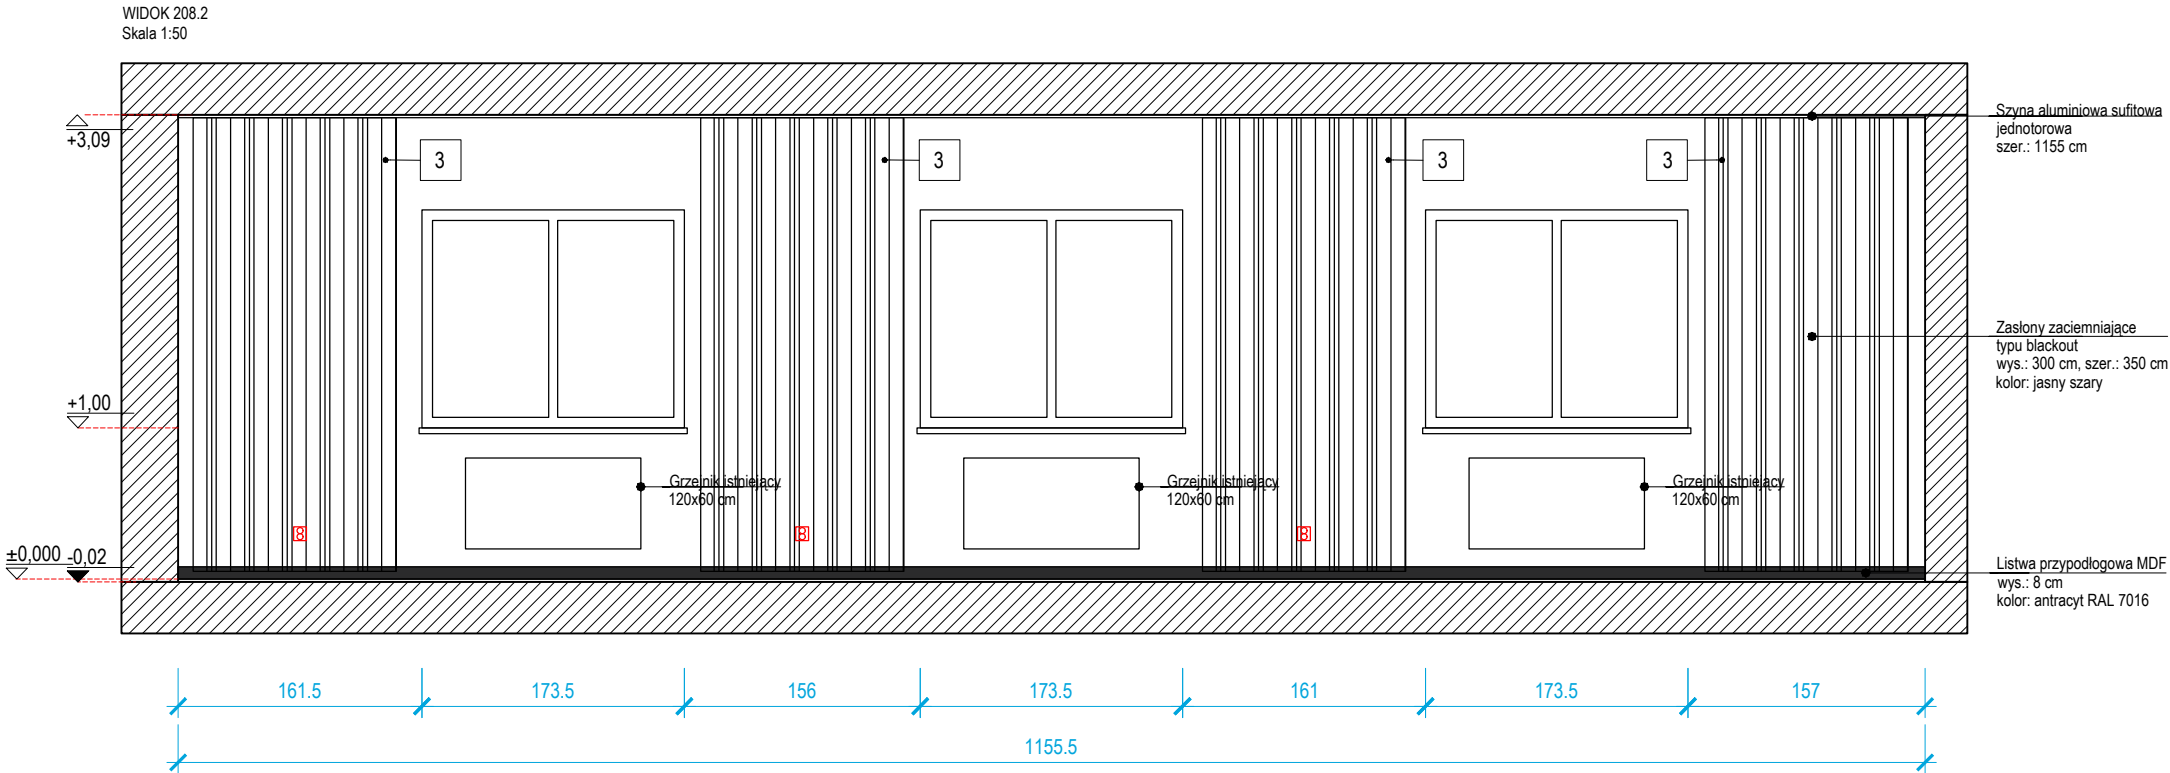 WIDOK 208.2
Skala 1:50
+3,09
3
3
3
3
Szyna aluminiowa sufitowa
jednotorowa
szer.: 1155 cm
Zasłony zaciemniające
typu blackout
wys.: 300 cm, szer.: 350 cm
kolor: jasny szary
+1,00
Grzejnik istniejący
120x60 cm
Grzejnik istniejący
120x60 cm
Grzejnik istniejący
120x60 cm
±0,000
-0,02
Listwa przypodłogowa MDF
wys.: 8 cm
kolor: antracyt RAL 7016
161.5
173.5
156
173.5
161
173.5
157
1155.5